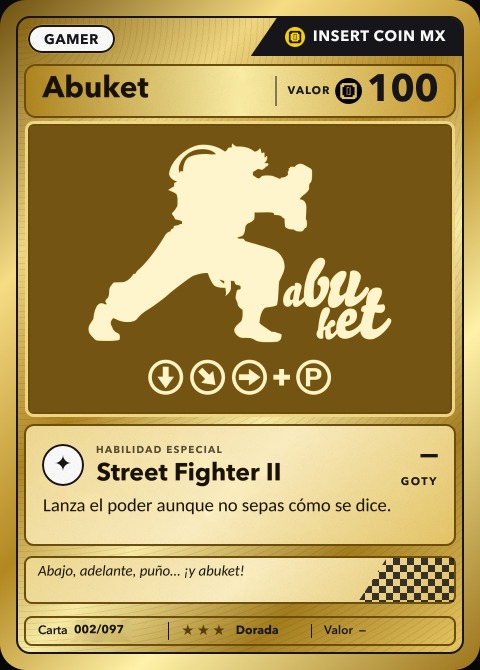 GAMER
INSERT COIN MX
Abuket
VALOR 100
abu
ket
P
HABILIDAD ESPECIAL
Street Fighter II
–
GOTY
Lanza el poder aunque no sepas cómo se dice.
Abajo, adelante, puño... ¡y abuket!
Carta 002/097 ★ ★ ★ Dorada Valor –